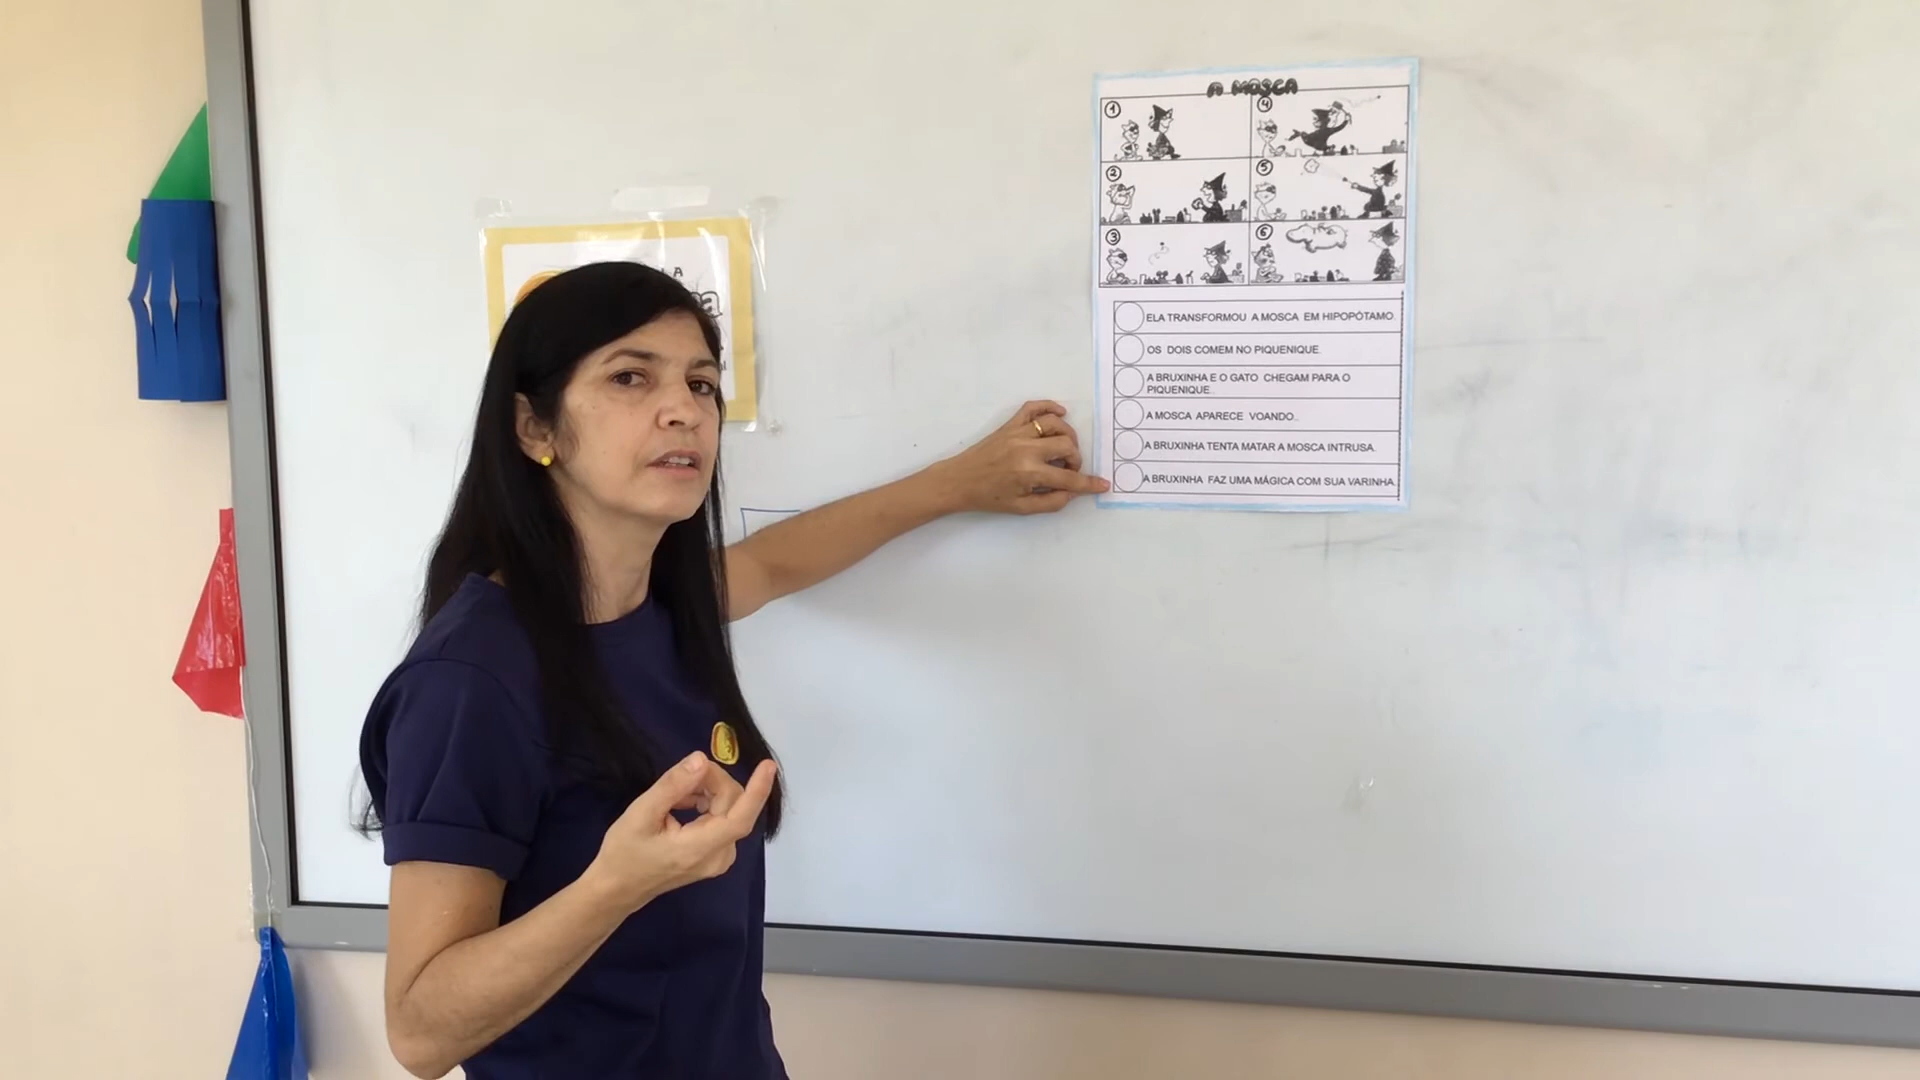 LA
A MOSCA
1
4
2
5
3
6
ELA TRANSFORMOU A MOSCA EM HIPOPÓTAMO.
OS DOIS COMEM NO PIQUENIQUE.
A BRUXINHA E O GATO CHEGAM PARA O
PIQUENIQUE.
A MOSCA APARECE VOANDO..
A BRUXINHA TENTA MATAR A MOSCA INTRUSA.
A BRUXINHA FAZ UMA MÁGICA COM SUA VARINHA.